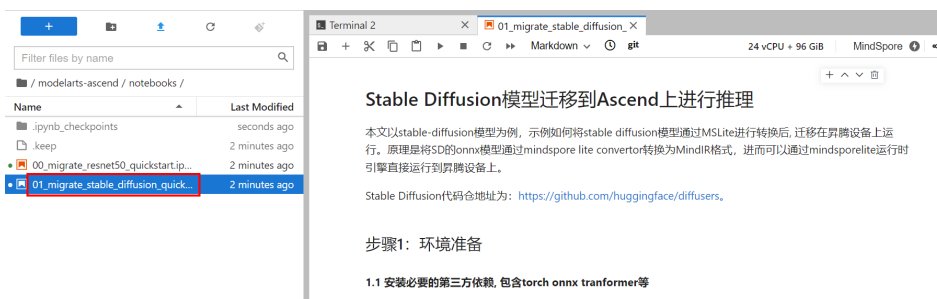 Terminal 2
01_migrate_stable_diffusion_
Markdown
git
24 vCPU + 96 GiB
MindSpore
Filter files by name
/ modelarts-ascend / notebooks /
Name
Last Modified
.ipynb_checkpoints
seconds ago
.keep
2 minutes ago
00_migrate_resnet50_quickstart.ip...
2 minutes ago
01_migrate_stable_diffusion_quick...
2 minutes ago
Stable Diffusion模型迁移到Ascend上进行推理
本文以stable-diffusion模型为例，示例如何将stable diffusion模型通过MSLite进行转换后, 迁移在昇腾设备上运
行。原理是将SD的onnx模型通过mindspore lite convertor转换为MindIR格式，进而可以通过mindsporelite运行时
引擎直接运行到昇腾设备上。
Stable Diffusion代码仓地址为：https://github.com/huggingface/diffusers。
步骤1：环境准备
1.1 安装必要的第三方依赖, 包含torch onnx tranformer等